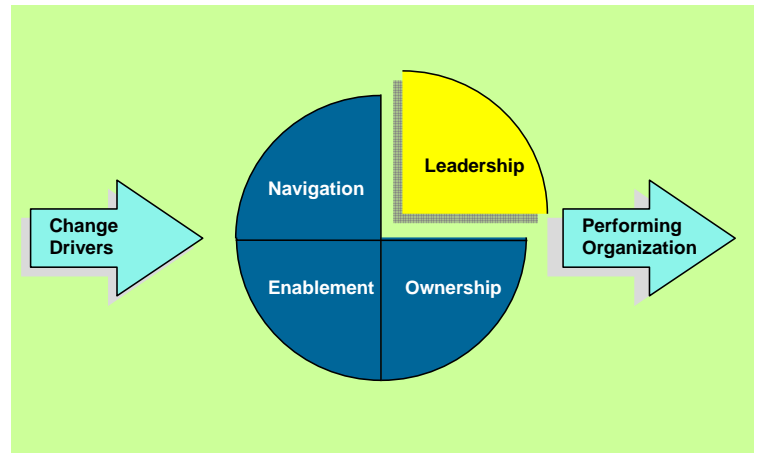 Leadership
Navigation
Change
Drivers
Performing
Organization
Enablement
Ownership